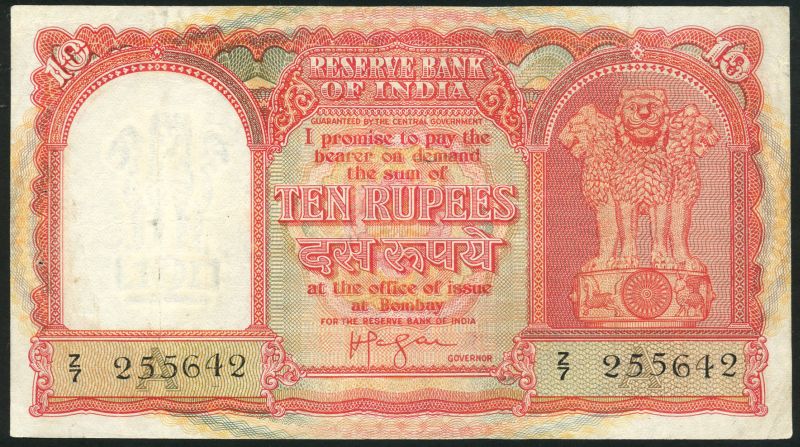 10
10
RESERVE BANK
OF INDIA
GUARANTEED BY THE CENTRAL GOVERNMENT
I promise to pay the
bearer on demand
the sum of
TEN RUPEES
दस रूपये
at the office of issue
at Bombay
FOR THE RESERVE BANK OF INDIA
GOVERNOR
Z/7 255642
A
Z/7 255642
A